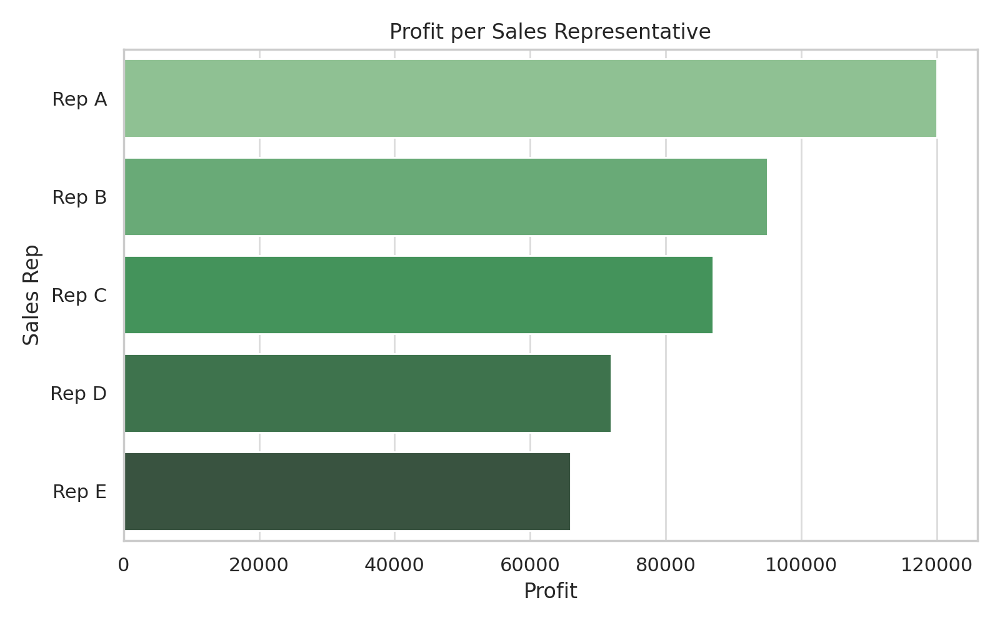 Profit per Sales Representative
Sales Rep
Rep A
Rep B
Rep C
Rep D
Rep E
0 20000 40000 60000 80000 100000 120000
Profit